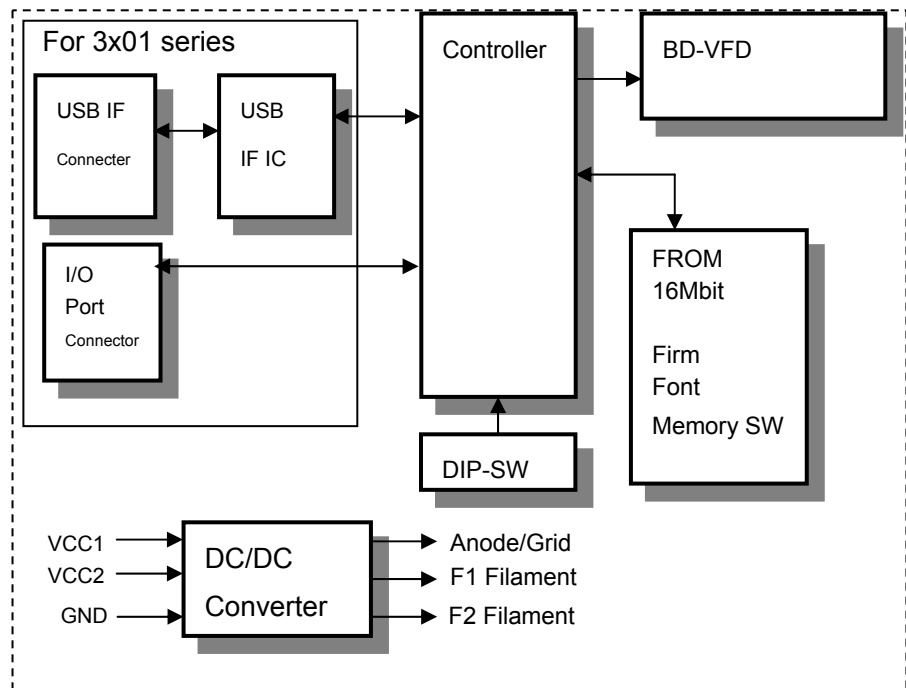 For 3x01 series
USB IF
Connecter
USB
IF IC
I/O
Port
Connector
Controller
BD-VFD
FROM
16Mbit
Firm
Font
Memory SW
DIP-SW
VCC1
VCC2
GND
DC/DC
Converter
Anode/Grid
F1 Filament
F2 Filament